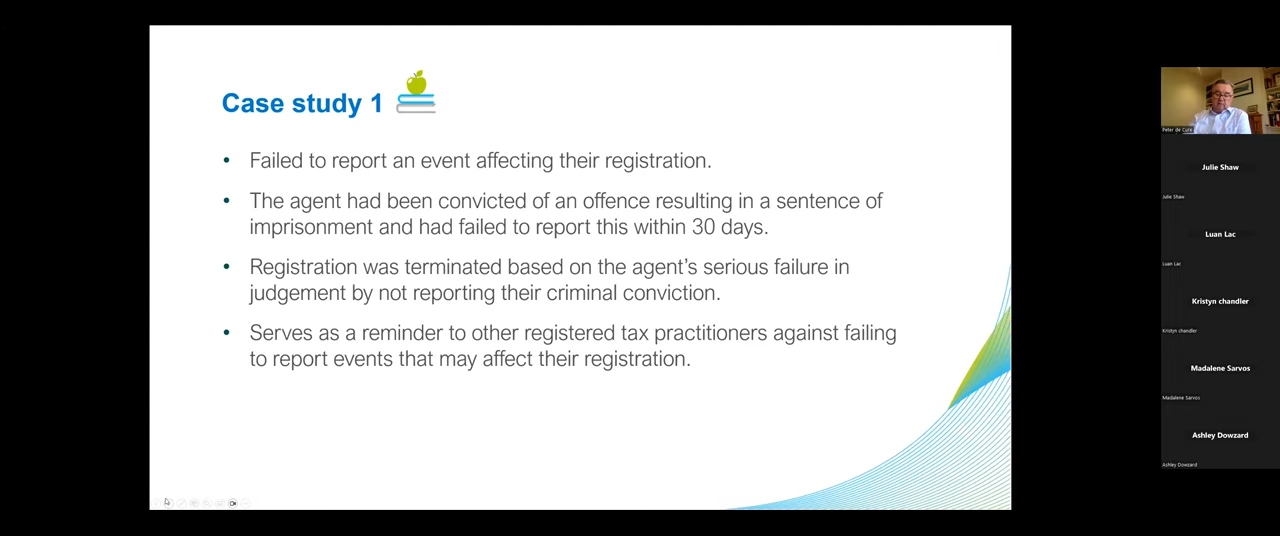 Case study 1
• Failed to report an event affecting their registration.
• The agent had been convicted of an offence resulting in a sentence of
imprisonment and had failed to report this within 30 days.
• Registration was terminated based on the agent's serious failure in
judgement by not reporting their criminal conviction.
• Serves as a reminder to other registered tax practitioners against failing
to report events that may affect their registration.
Peter de Cure
Julie Shaw
Julie Shaw
Luan Lac
Luan Lac
Kristyn chandler
Kristyn chandler
Madalene Sarvos
Madalene Sarvos
Ashley Dowzard
Ashley Dowzard